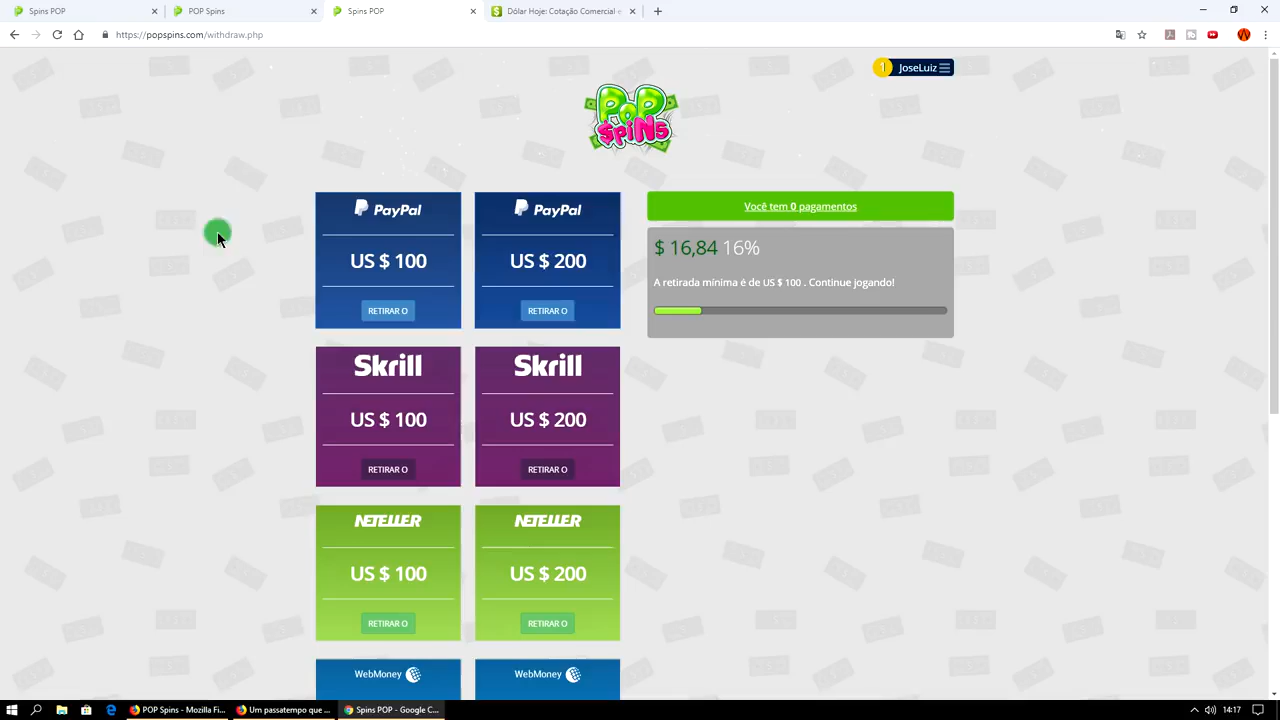 Spins POP
POP Spins
Spins POP
Dólar Hoje: Cotação Comercial e
https://popspins.com/withdraw.php
1 JoseLuiz
POP
$piNS
PayPal
US $ 100
RETIRAR O
PayPal
US $ 200
RETIRAR O
Você tem 0 pagamentos
$ 16,84 16%
A retirada mínima é de US $ 100 . Continue jogando!
Skrill
US $ 100
RETIRAR O
Skrill
US $ 200
RETIRAR O
NETELLER
US $ 100
RETIRAR O
NETELLER
US $ 200
RETIRAR O
WebMoney
WebMoney
POP Spins - Mozilla Fi...
Um passatempo que ...
Spins POP - Google C...
14:17